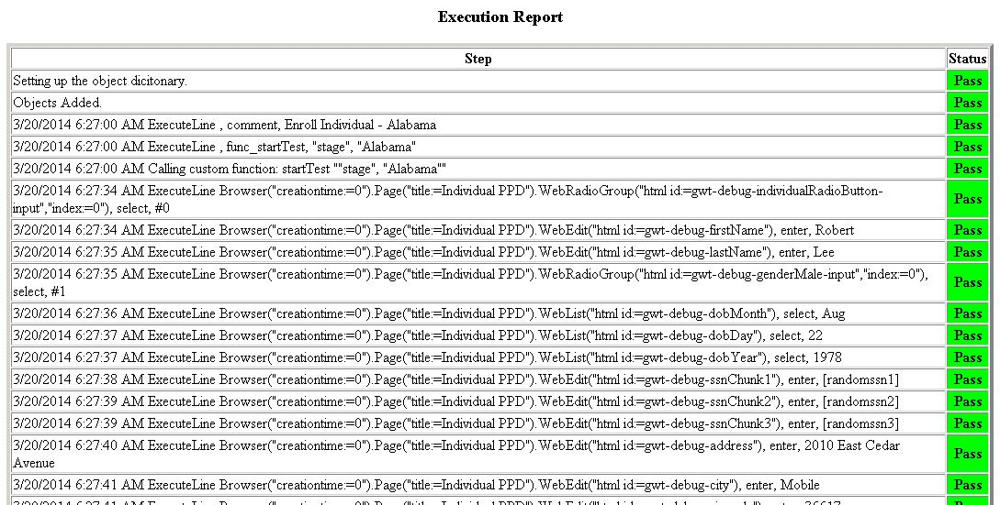 Execution Report
Step Status
Setting up the object dicitonary. Pass
Objects Added. Pass
3/20/2014 6:27:00 AM ExecuteLine , comment, Enroll Individual - Alabama Pass
3/20/2014 6:27:00 AM ExecuteLine , func_startTest, "stage", "Alabama" Pass
3/20/2014 6:27:00 AM Calling custom function: startTest ""stage", "Alabama"" Pass
3/20/2014 6:27:34 AM ExecuteLine Browser("creationtime:=0").Page("title:=Individual PPD").WebRadioGroup("html id:=gwt-debug-individualRadioButton-
input","index:=0"), select, #0 Pass
3/20/2014 6:27:34 AM ExecuteLine Browser("creationtime:=0").Page("title:=Individual PPD").WebEdit("html id:=gwt-debug-firstName"), enter, Robert Pass
3/20/2014 6:27:35 AM ExecuteLine Browser("creationtime:=0").Page("title:=Individual PPD").WebEdit("html id:=gwt-debug-lastName"), enter, Lee Pass
3/20/2014 6:27:35 AM ExecuteLine Browser("creationtime:=0").Page("title:=Individual PPD").WebRadioGroup("html id:=gwt-debug-genderMale-input","index:=0"),
select, #1 Pass
3/20/2014 6:27:36 AM ExecuteLine Browser("creationtime:=0").Page("title:=Individual PPD").WebList("html id:=gwt-debug-dobMonth"), select, Aug Pass
3/20/2014 6:27:37 AM ExecuteLine Browser("creationtime:=0").Page("title:=Individual PPD").WebList("html id:=gwt-debug-dobDay"), select, 22 Pass
3/20/2014 6:27:37 AM ExecuteLine Browser("creationtime:=0").Page("title:=Individual PPD").WebList("html id:=gwt-debug-dobYear"), select, 1978 Pass
3/20/2014 6:27:38 AM ExecuteLine Browser("creationtime:=0").Page("title:=Individual PPD").WebEdit("html id:=gwt-debug-ssnChunk1"), enter, [randomssn1] Pass
3/20/2014 6:27:39 AM ExecuteLine Browser("creationtime:=0").Page("title:=Individual PPD").WebEdit("html id:=gwt-debug-ssnChunk2"), enter, [randomssn2] Pass
3/20/2014 6:27:39 AM ExecuteLine Browser("creationtime:=0").Page("title:=Individual PPD").WebEdit("html id:=gwt-debug-ssnChunk3"), enter, [randomssn3] Pass
3/20/2014 6:27:40 AM ExecuteLine Browser("creationtime:=0").Page("title:=Individual PPD").WebEdit("html id:=gwt-debug-address"), enter, 2010 East Cedar
Avenue Pass
3/20/2014 6:27:41 AM ExecuteLine Browser("creationtime:=0").Page("title:=Individual PPD").WebEdit("html id:=gwt-debug-city"), enter, Mobile Pass